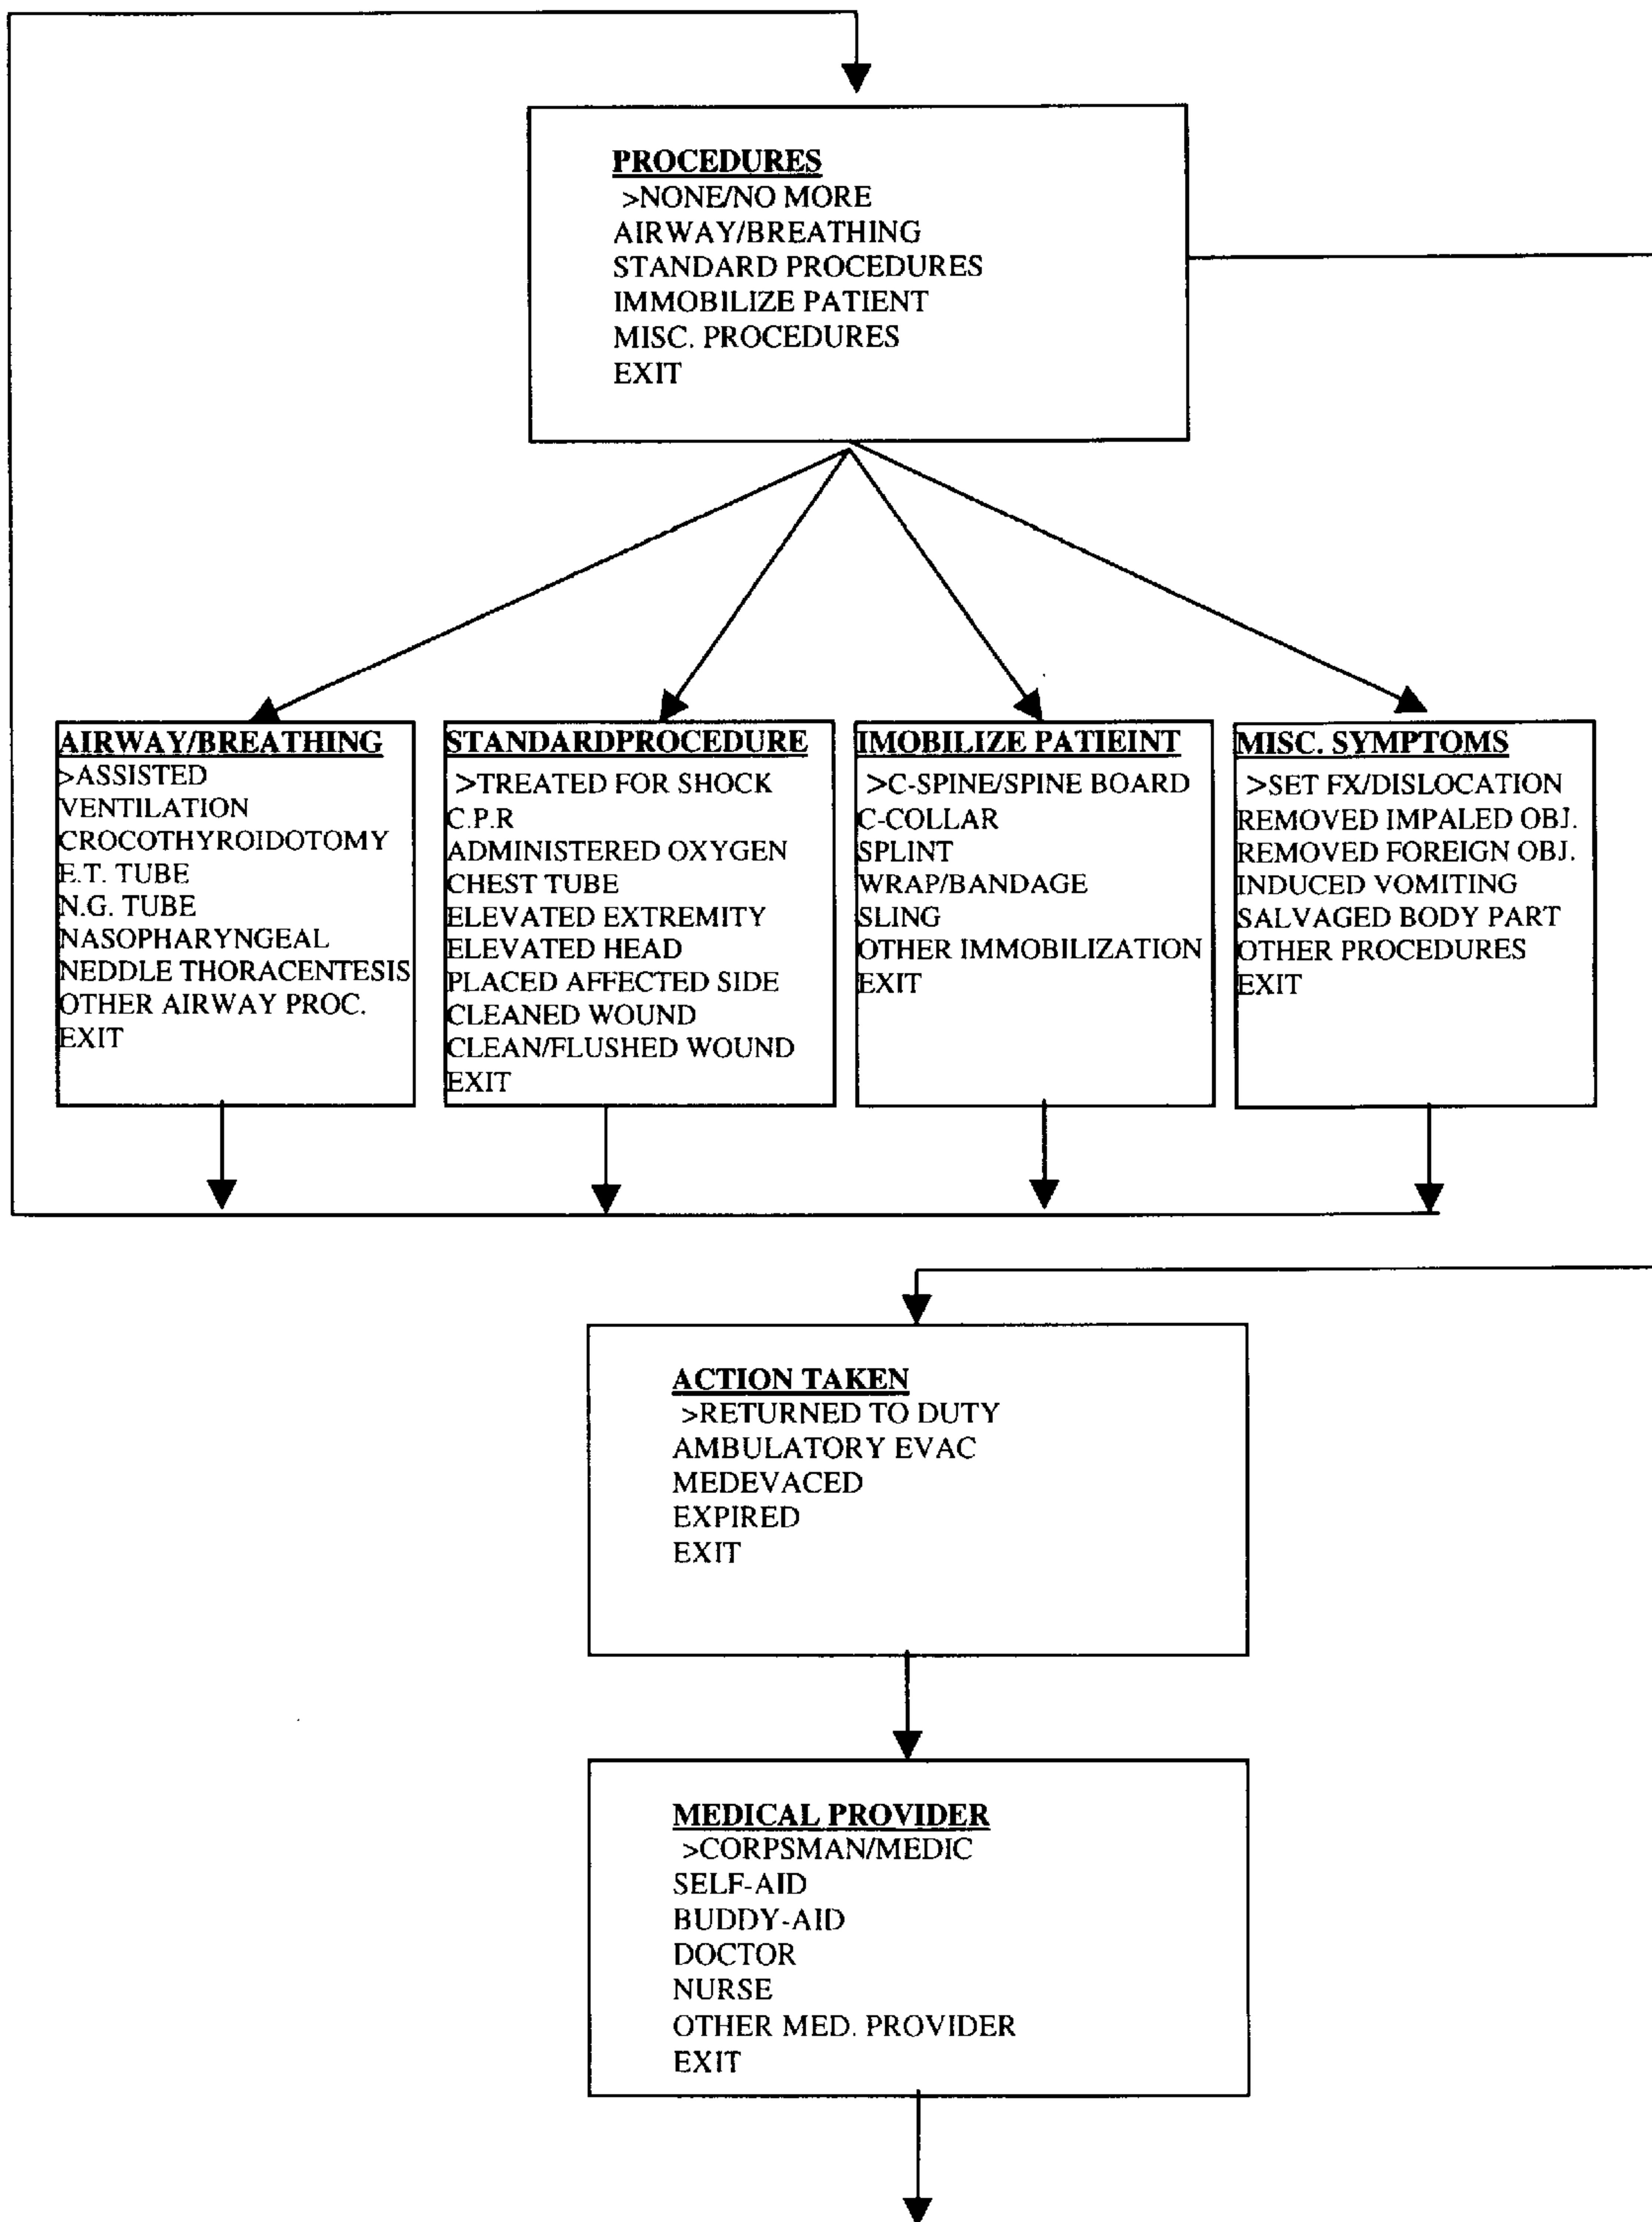 PROCEDURES
>NONE/NO MORE
AIRWAY/BREATHING
STANDARD PROCEDURES
IMMOBILIZE PATIENT
MISC. PROCEDURES
EXIT
AIRWAY/BREATHING
>ASSISTED
VENTILATION
CROCOTHYROIDOTOMY
E.T. TUBE
N.G. TUBE
NASOPHARYNGEAL
NEDDLE THORACENTESIS
OTHER AIRWAY PROC.
EXIT
STANDARDPROCEDURE
>TREATED FOR SHOCK
C.P.R
ADMINISTERED OXYGEN
CHEST TUBE
ELEVATED EXTREMITY
ELEVATED HEAD
PLACED AFFECTED SIDE
CLEANED WOUND
CLEAN/FLUSHED WOUND
EXIT
IMOBILIZE PATIEINT
>C-SPINE/SPINE BOARD
C-COLLAR
SPLINT
WRAP/BANDAGE
SLING
OTHER IMMOBILIZATION
EXIT
MISC. SYMPTOMS
>SET FX/DISLOCATION
REMOVED IMPALED OBJ.
REMOVED FOREIGN OBJ.
INDUCED VOMITING
SALVAGED BODY PART
OTHER PROCEDURES
EXIT
ACTION TAKEN
>RETURNED TO DUTY
AMBULATORY EVAC
MEDEVACED
EXPIRED
EXIT
MEDICAL PROVIDER
>CORPSMAN/MEDIC
SELF-AID
BUDDY-AID
DOCTOR
NURSE
OTHER MED. PROVIDER
EXIT